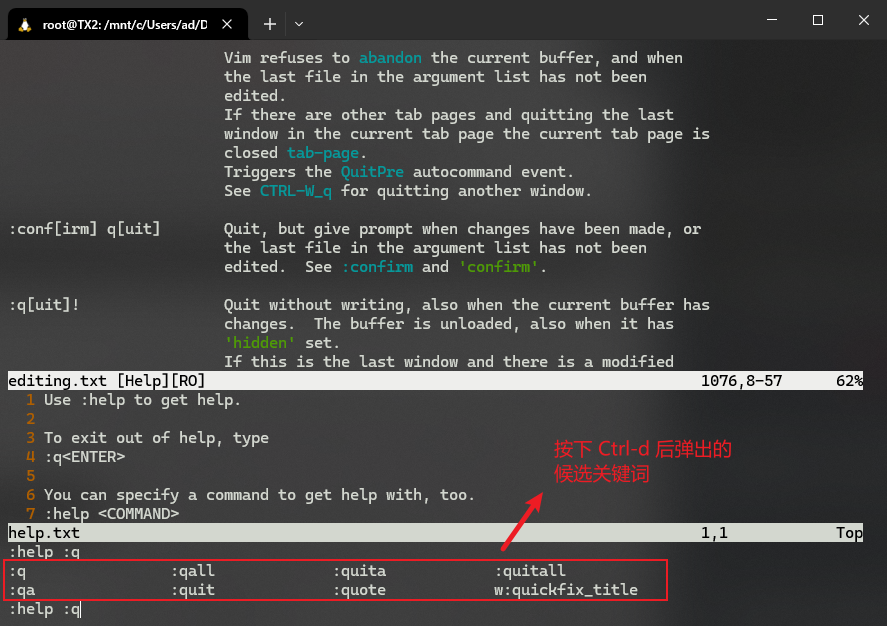 root@TX2: /mnt/c/Users/ad/D
Vim refuses to abandon the current buffer, and when
the last file in the argument list has not been
edited.
If there are other tab pages and quitting the last
window in the current tab page the current tab page is
closed tab-page.
Triggers the QuitPre autocommand event.
See CTRL-W_q for quitting another window.
:conf[irm] q[uit] Quit, but give prompt when changes have been made, or
the last file in the argument list has not been
edited. See :confirm and 'confirm'.
:q[uit]! Quit without writing, also when the current buffer has
changes. The buffer is unloaded, also when it has
'hidden' set.
If this is the last window and there is a modified
editing.txt [Help][RO] 1076,8-57 62%
1 Use :help to get help.
2
3 To exit out of help, type
4 :q<ENTER>
5
6 You can specify a command to get help with, too.
7 :help <COMMAND>
按下 Ctrl-d 后弹出的
候选关键词
help.txt 1,1 Top
:help :q
:q :qall :quita :quitall
:qa :quit :quote w:quickfix_title
:help :q